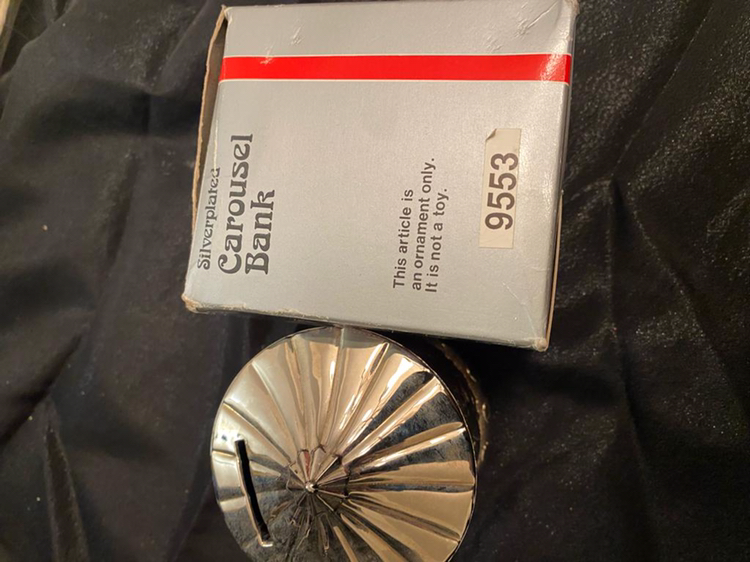 Silverplated
Carousel
Bank
This article is
an ornament only.
It is not a toy.
9553